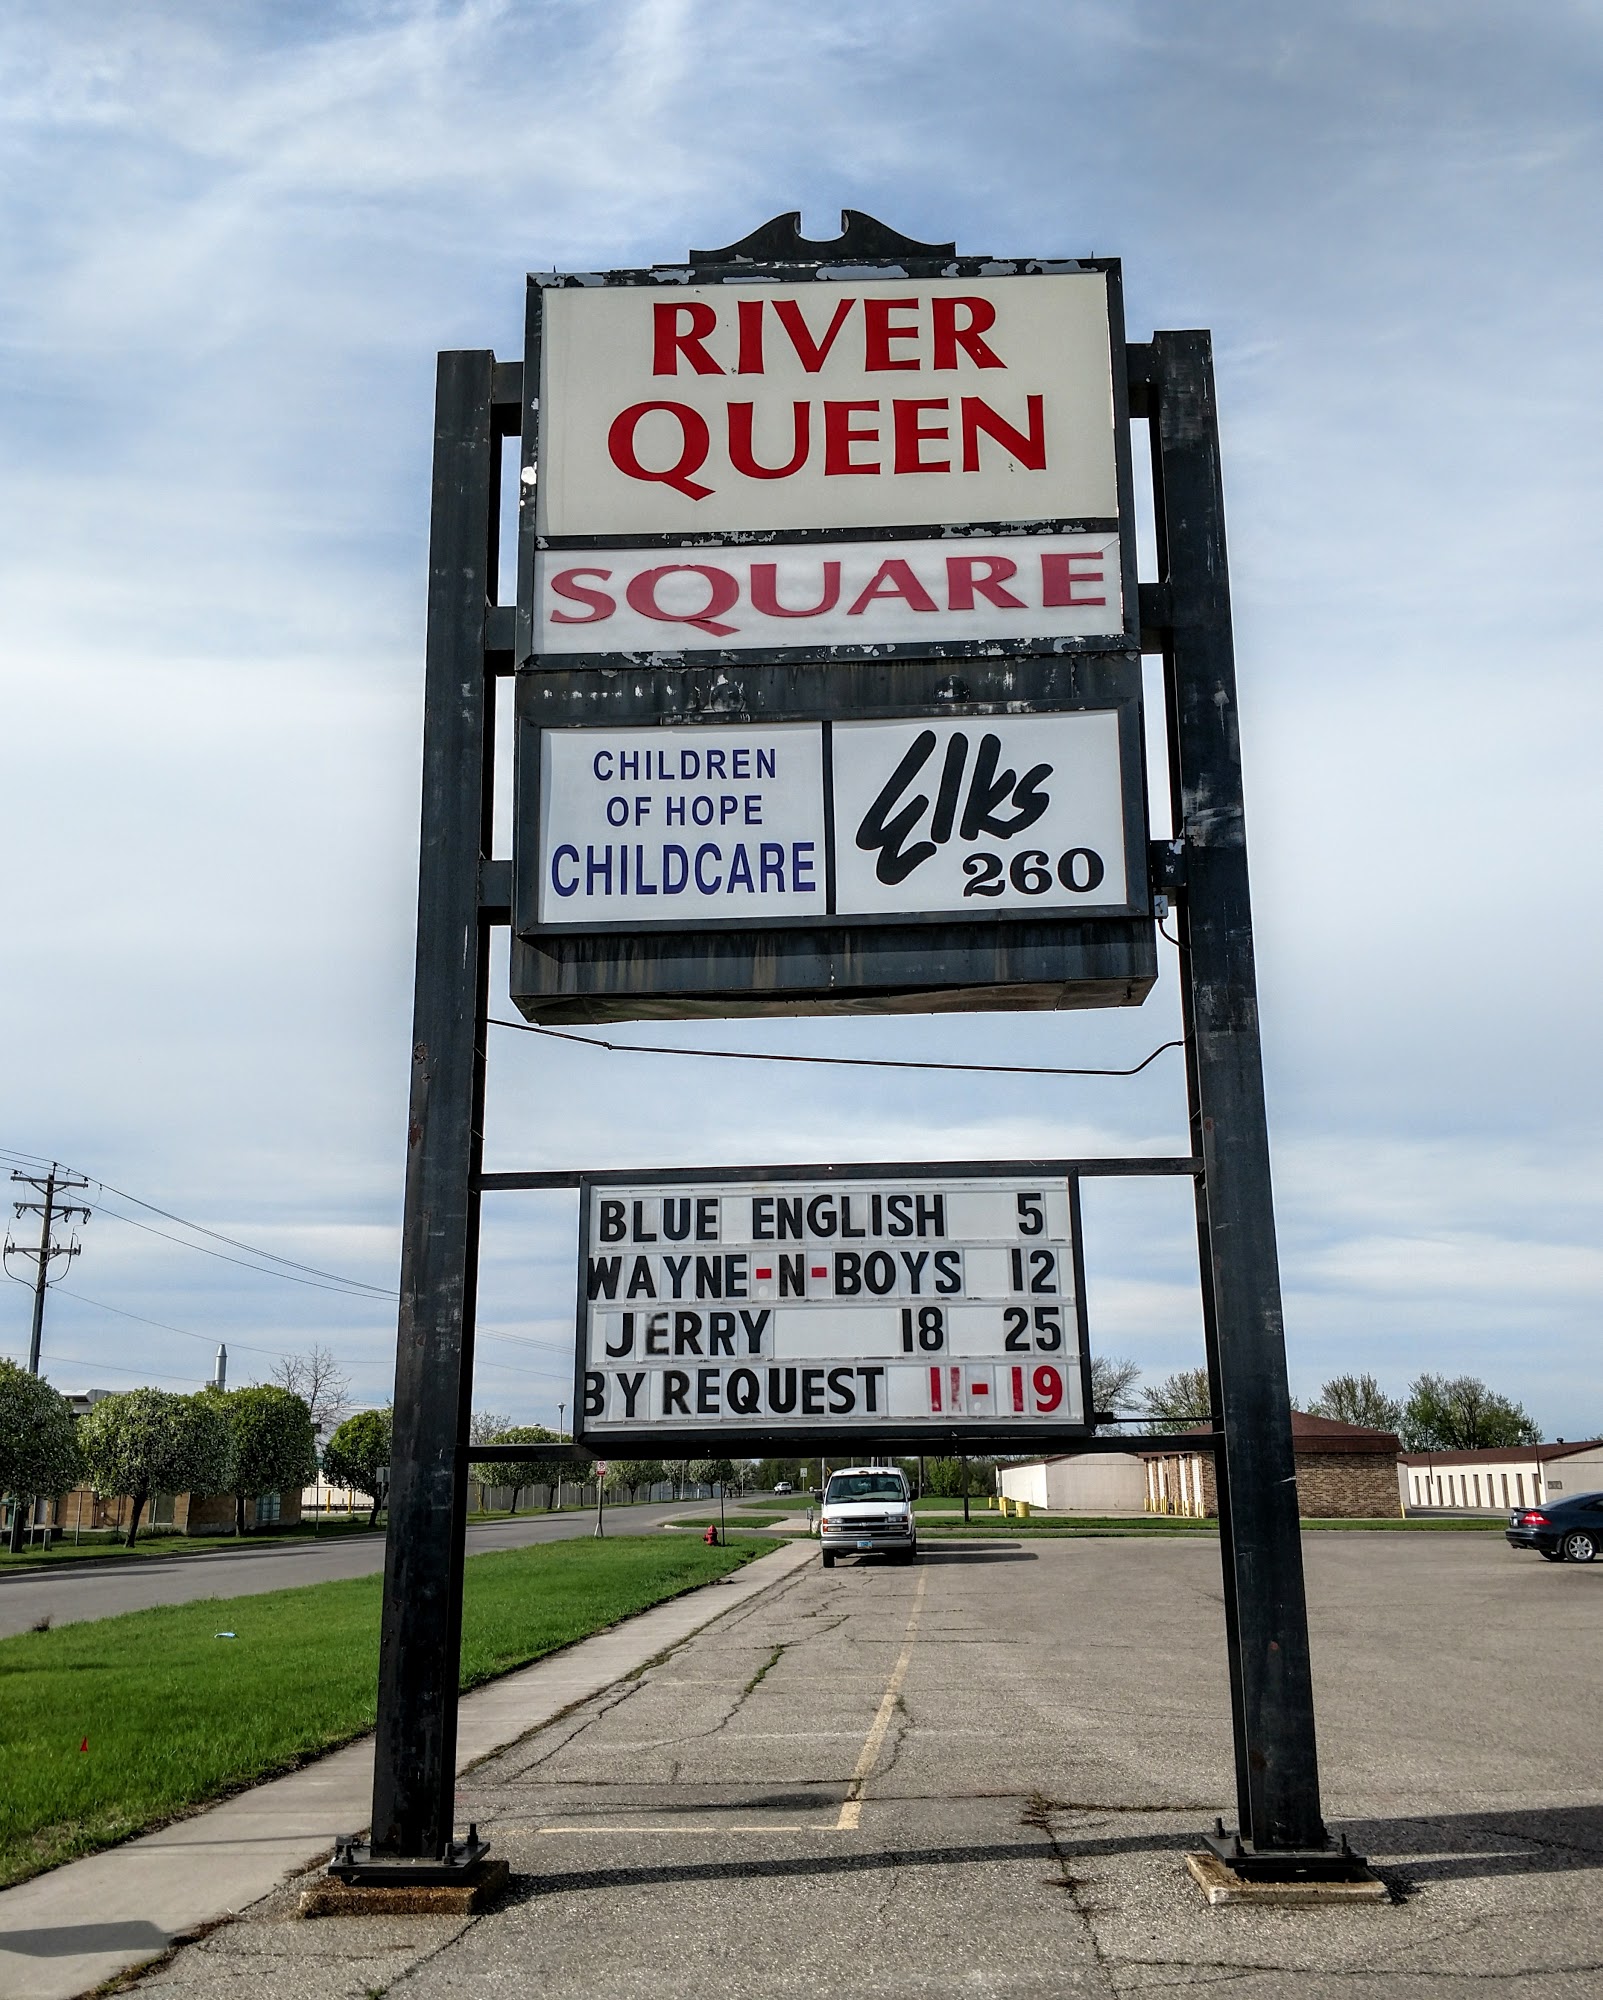 RIVER
QUEEN
SQUARE
CHILDREN
OF HOPE
CHILDCARE
Elks
260
BLUE ENGLISH 5
WAYNE-N-BOYS 12
JERRY 18 25
BY REQUEST 11-19